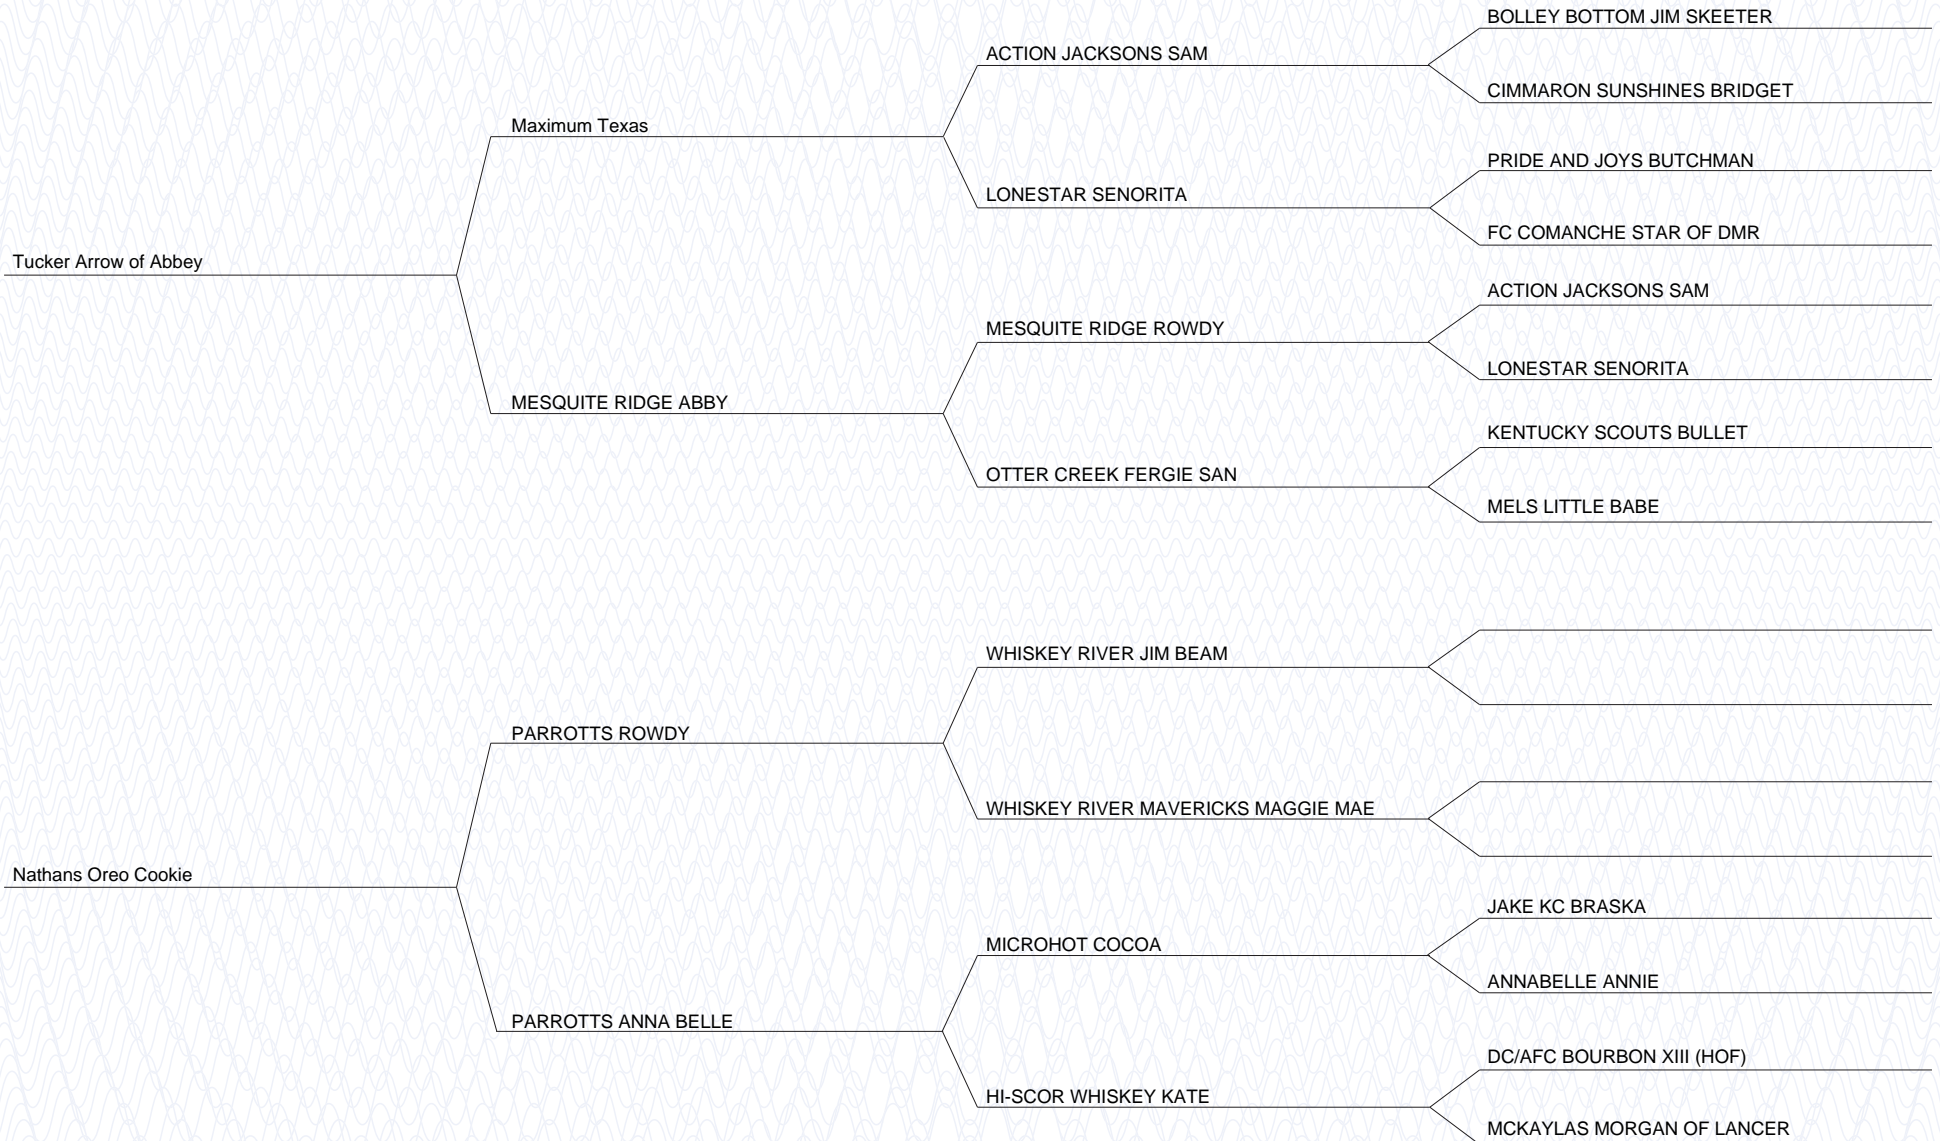 BOLLEY BOTTOM JIM SKEETER
ACTION JACKSONS SAM
CIMMARON SUNSHINES BRIDGET
Maximum Texas
PRIDE AND JOYS BUTCHMAN
LONESTAR SENORITA
FC COMANCHE STAR OF DMR
Tucker Arrow of Abbey
ACTION JACKSONS SAM
MESQUITE RIDGE ROWDY
LONESTAR SENORITA
MESQUITE RIDGE ABBY
KENTUCKY SCOUTS BULLET
OTTER CREEK FERGIE SAN
MELS LITTLE BABE
WHISKEY RIVER JIM BEAM
PARROTTS ROWDY
WHISKEY RIVER MAVERICKS MAGGIE MAE
Nathans Oreo Cookie
JAKE KC BRASKA
MICROHOT COCOA
ANNABELLE ANNIE
PARROTTS ANNA BELLE
DC/AFC BOURBON XIII (HOF)
HI-SCOR WHISKEY KATE
MCKAYLAS MORGAN OF LANCER